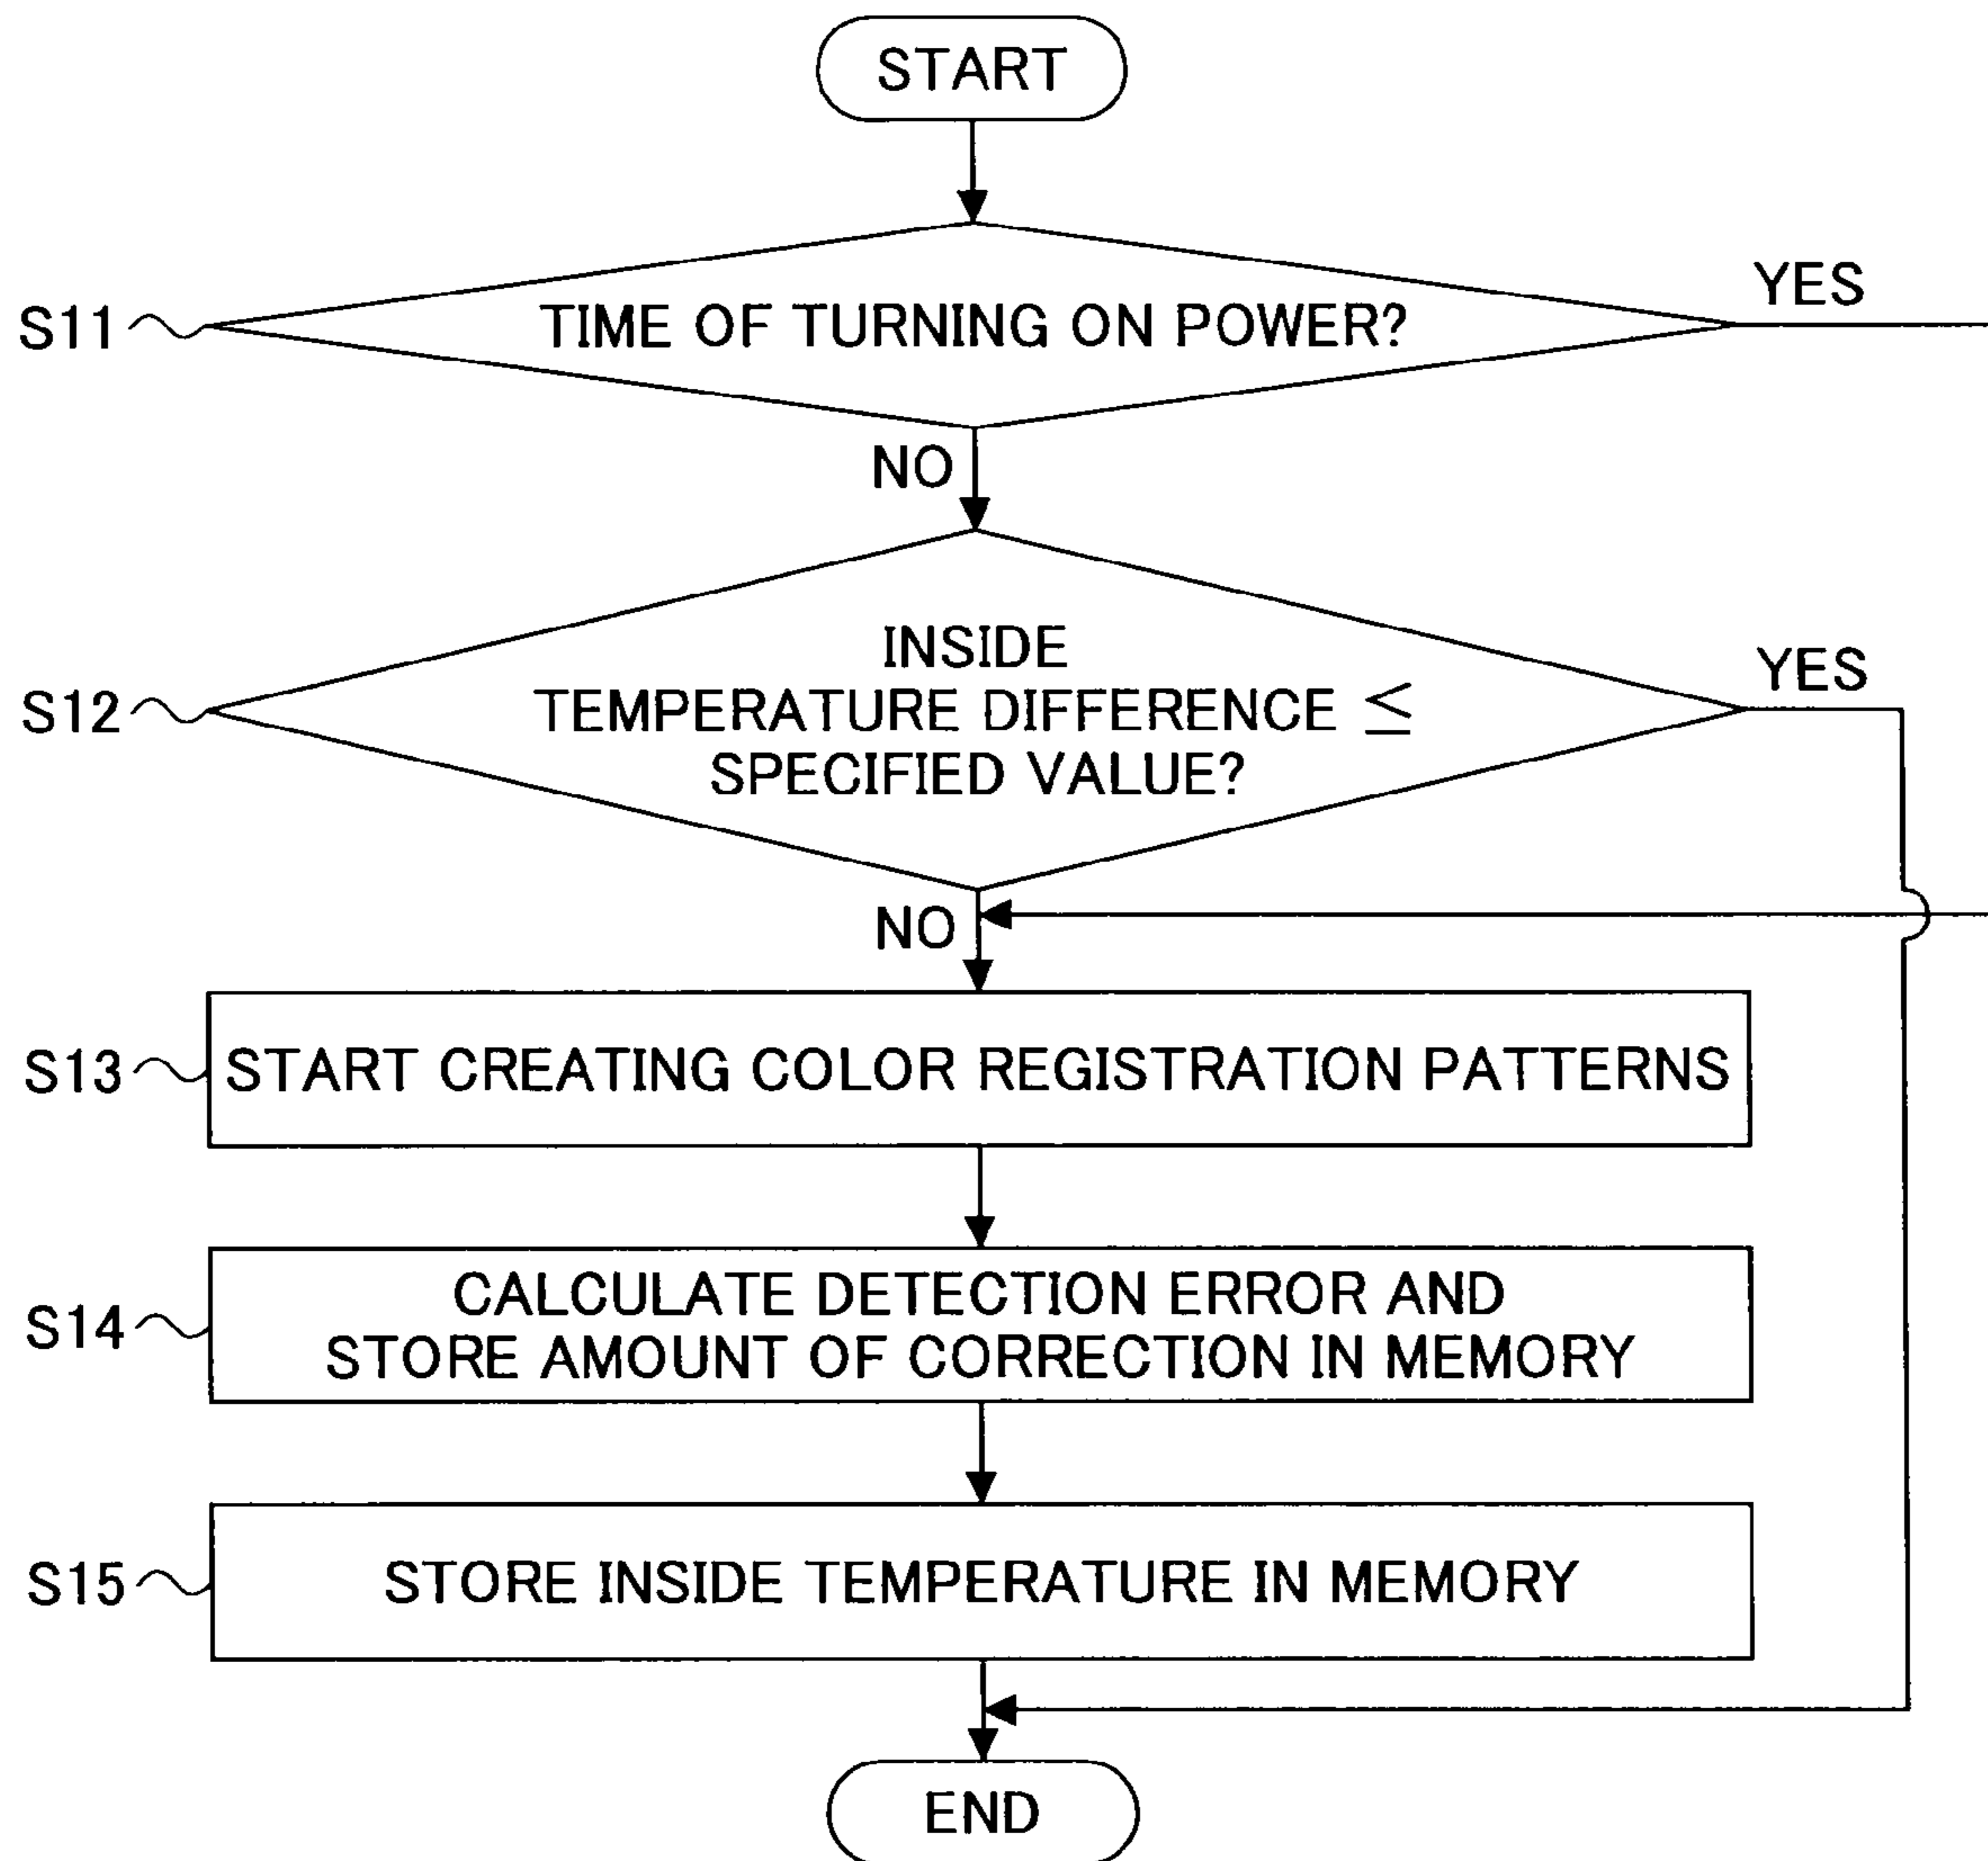 START
S11
TIME OF TURNING ON POWER?
YES
NO
S12
INSIDE
TEMPERATURE DIFFERENCE ≤
SPECIFIED VALUE?
YES
NO
S13
START CREATING COLOR REGISTRATION PATTERNS
S14
CALCULATE DETECTION ERROR AND
STORE AMOUNT OF CORRECTION IN MEMORY
S15
STORE INSIDE TEMPERATURE IN MEMORY
END